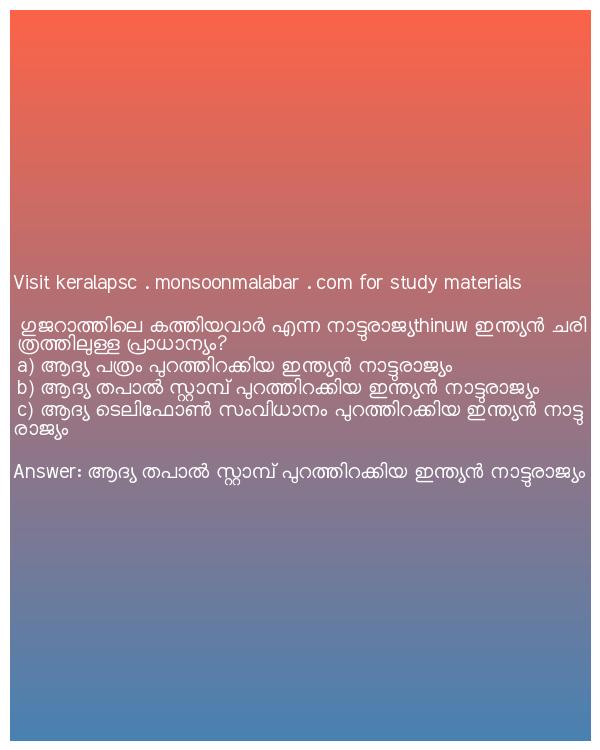 Visit keralapsc . monsoonmalabar . com for study materials
ഗുജറാത്തിലെ കത്തിയവാർ എന്ന നാട്ടുരാജ്യthinuw ഇന്ത്യൻ ചരി
ത്രത്തിലുള്ള പ്രാധാന്യം?
a) ആദ്യ പത്രം പുറത്തിറക്കിയ ഇന്ത്യൻ നാട്ടുരാജ്യം
b) ആദ്യ തപാൽ സ്റ്റാമ്പ് പുറത്തിറക്കിയ ഇന്ത്യൻ നാട്ടുരാജ്യം
c) ആദ്യ ടെലിഫോൺ സംവിധാനം പുറത്തിറക്കിയ ഇന്ത്യൻ നാട്ടു
രാജ്യം
Answer: ആദ്യ തപാൽ സ്റ്റാമ്പ് പുറത്തിറക്കിയ ഇന്ത്യൻ നാട്ടുരാജ്യം